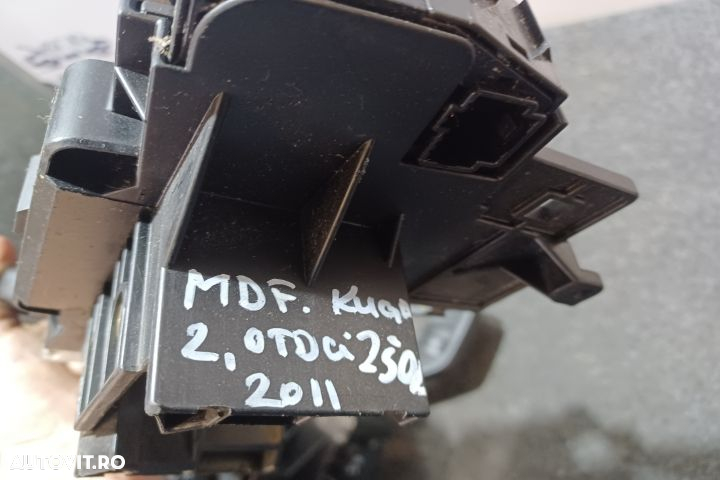 MDF. Kuga
2,0TDCi
2011
AUTOVIT.RO